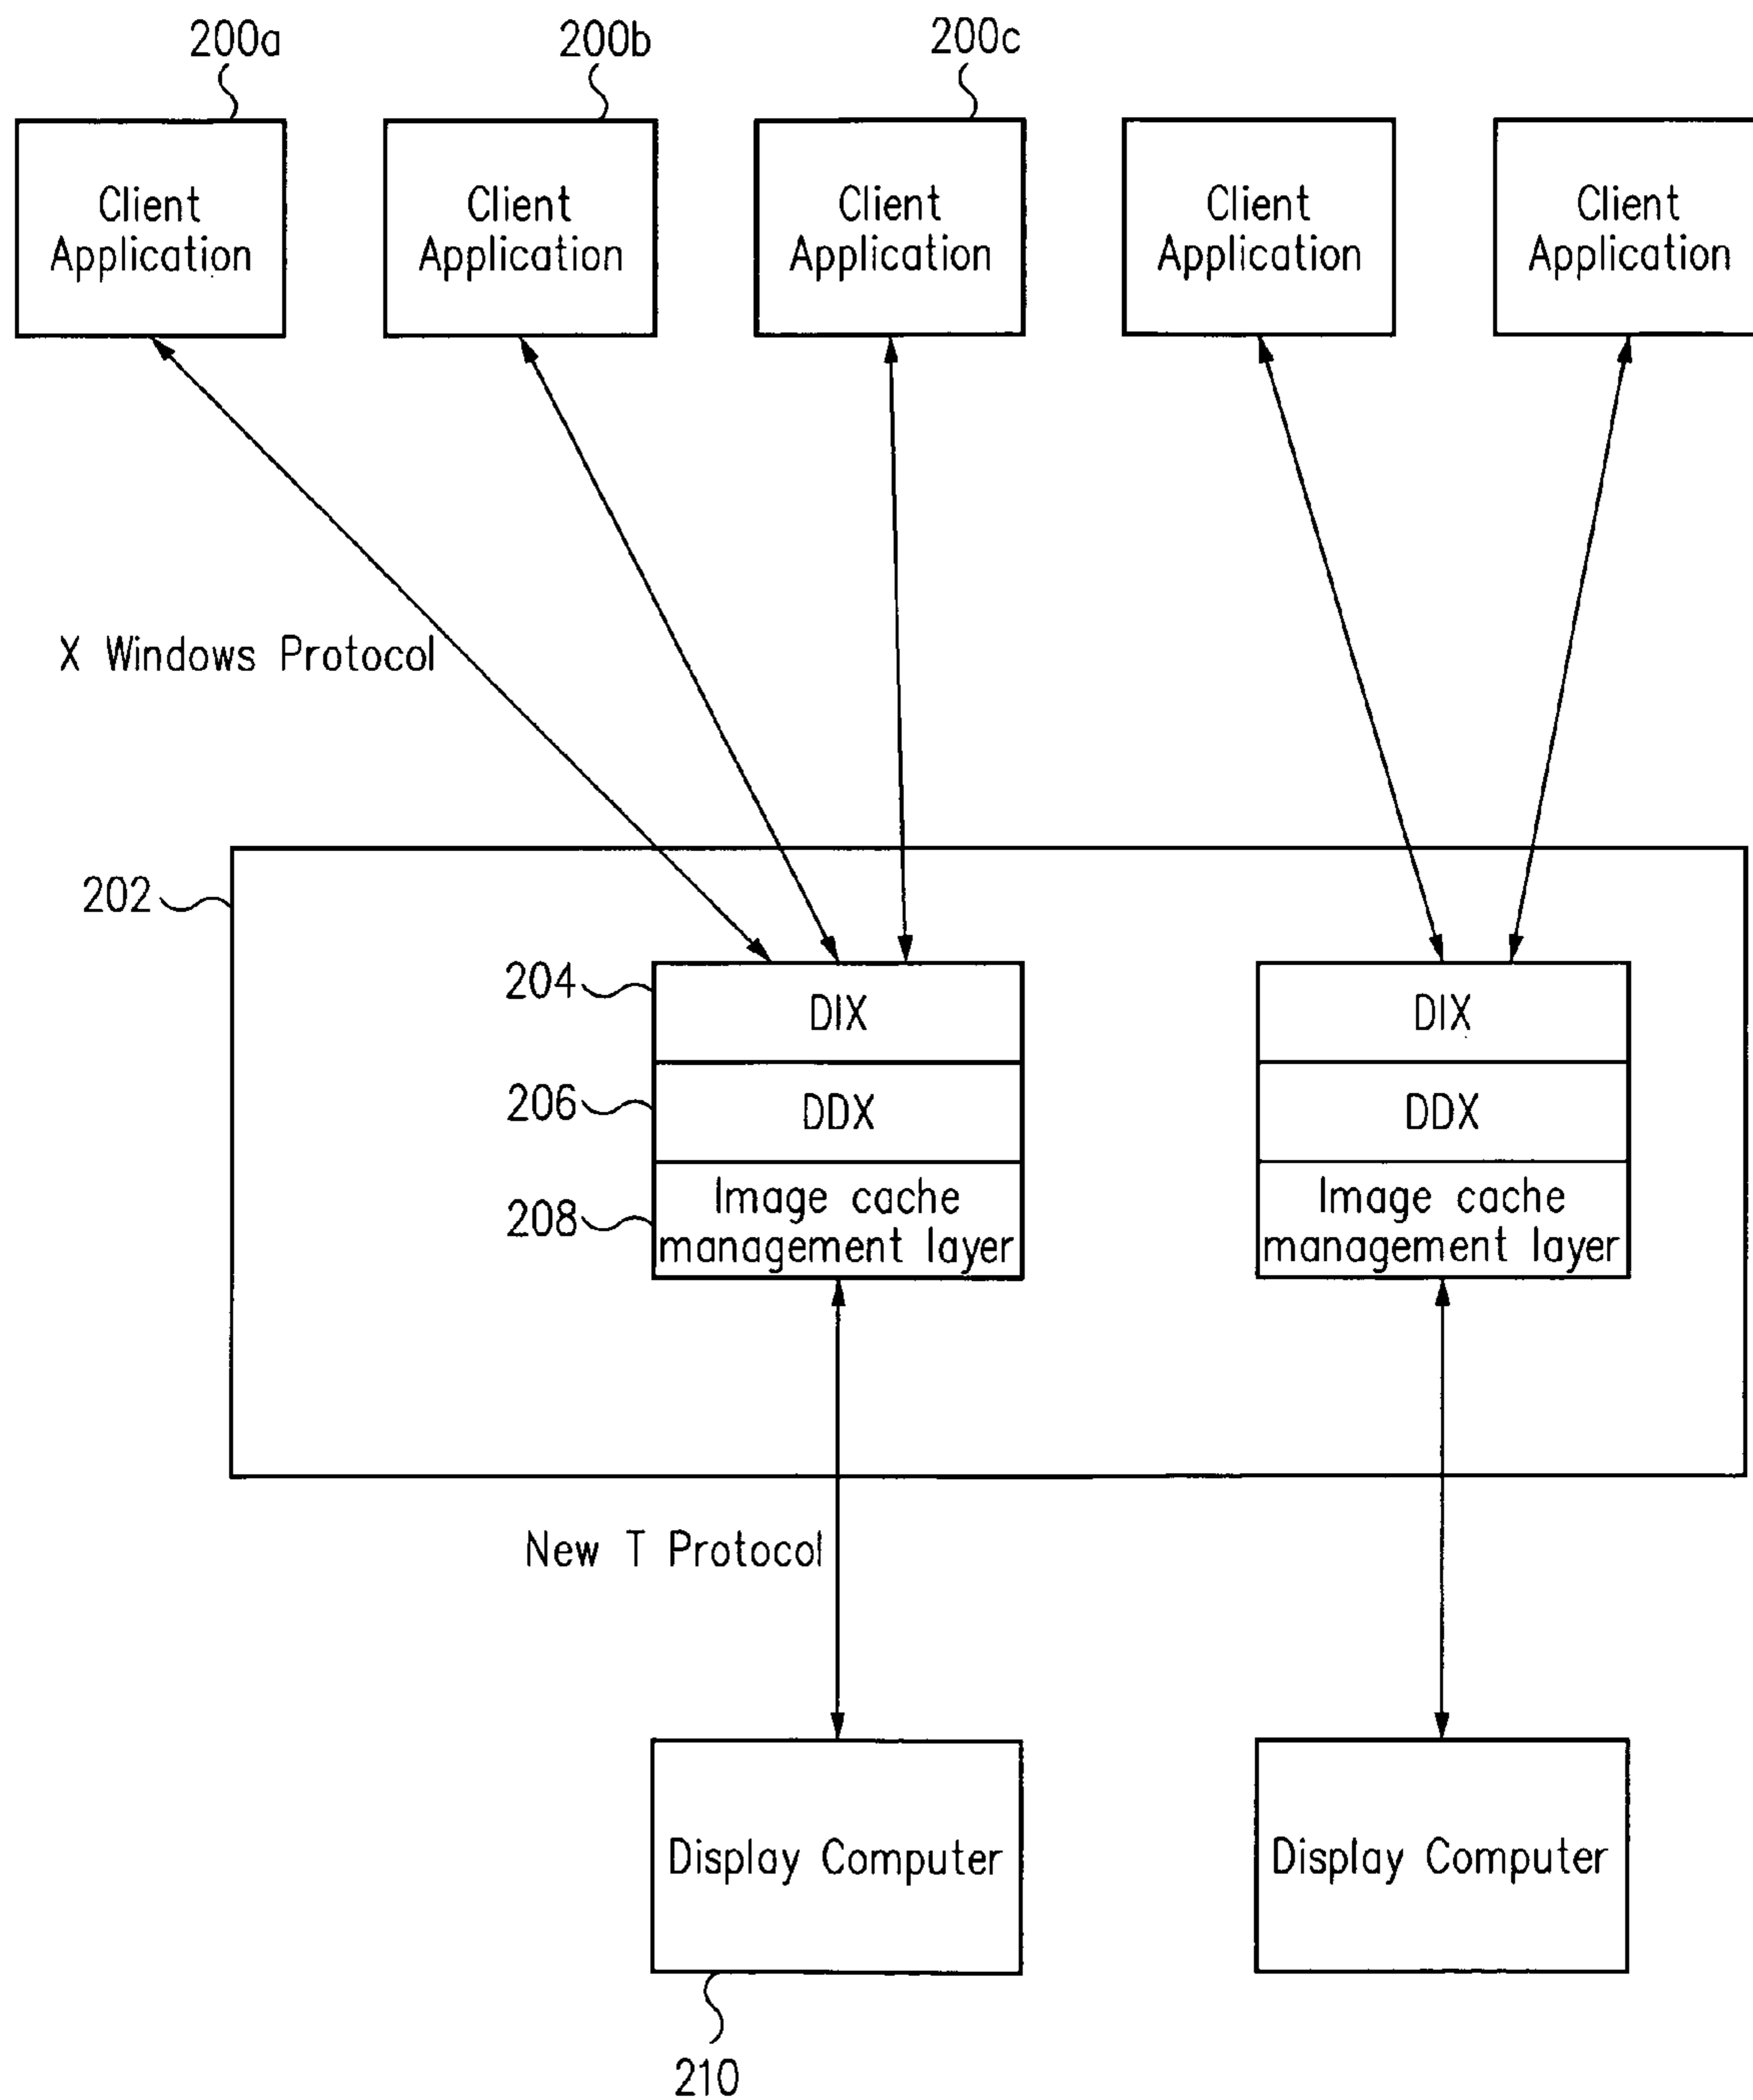 200a
200b
200c
Client
Application
Client
Application
Client
Application
Client
Application
Client
Application
X Windows Protocol
202
204
DIX
DIX
206
DDX
DDX
208
Image cache
management layer
Image cache
management layer
New T Protocol
Display Computer
Display Computer
210